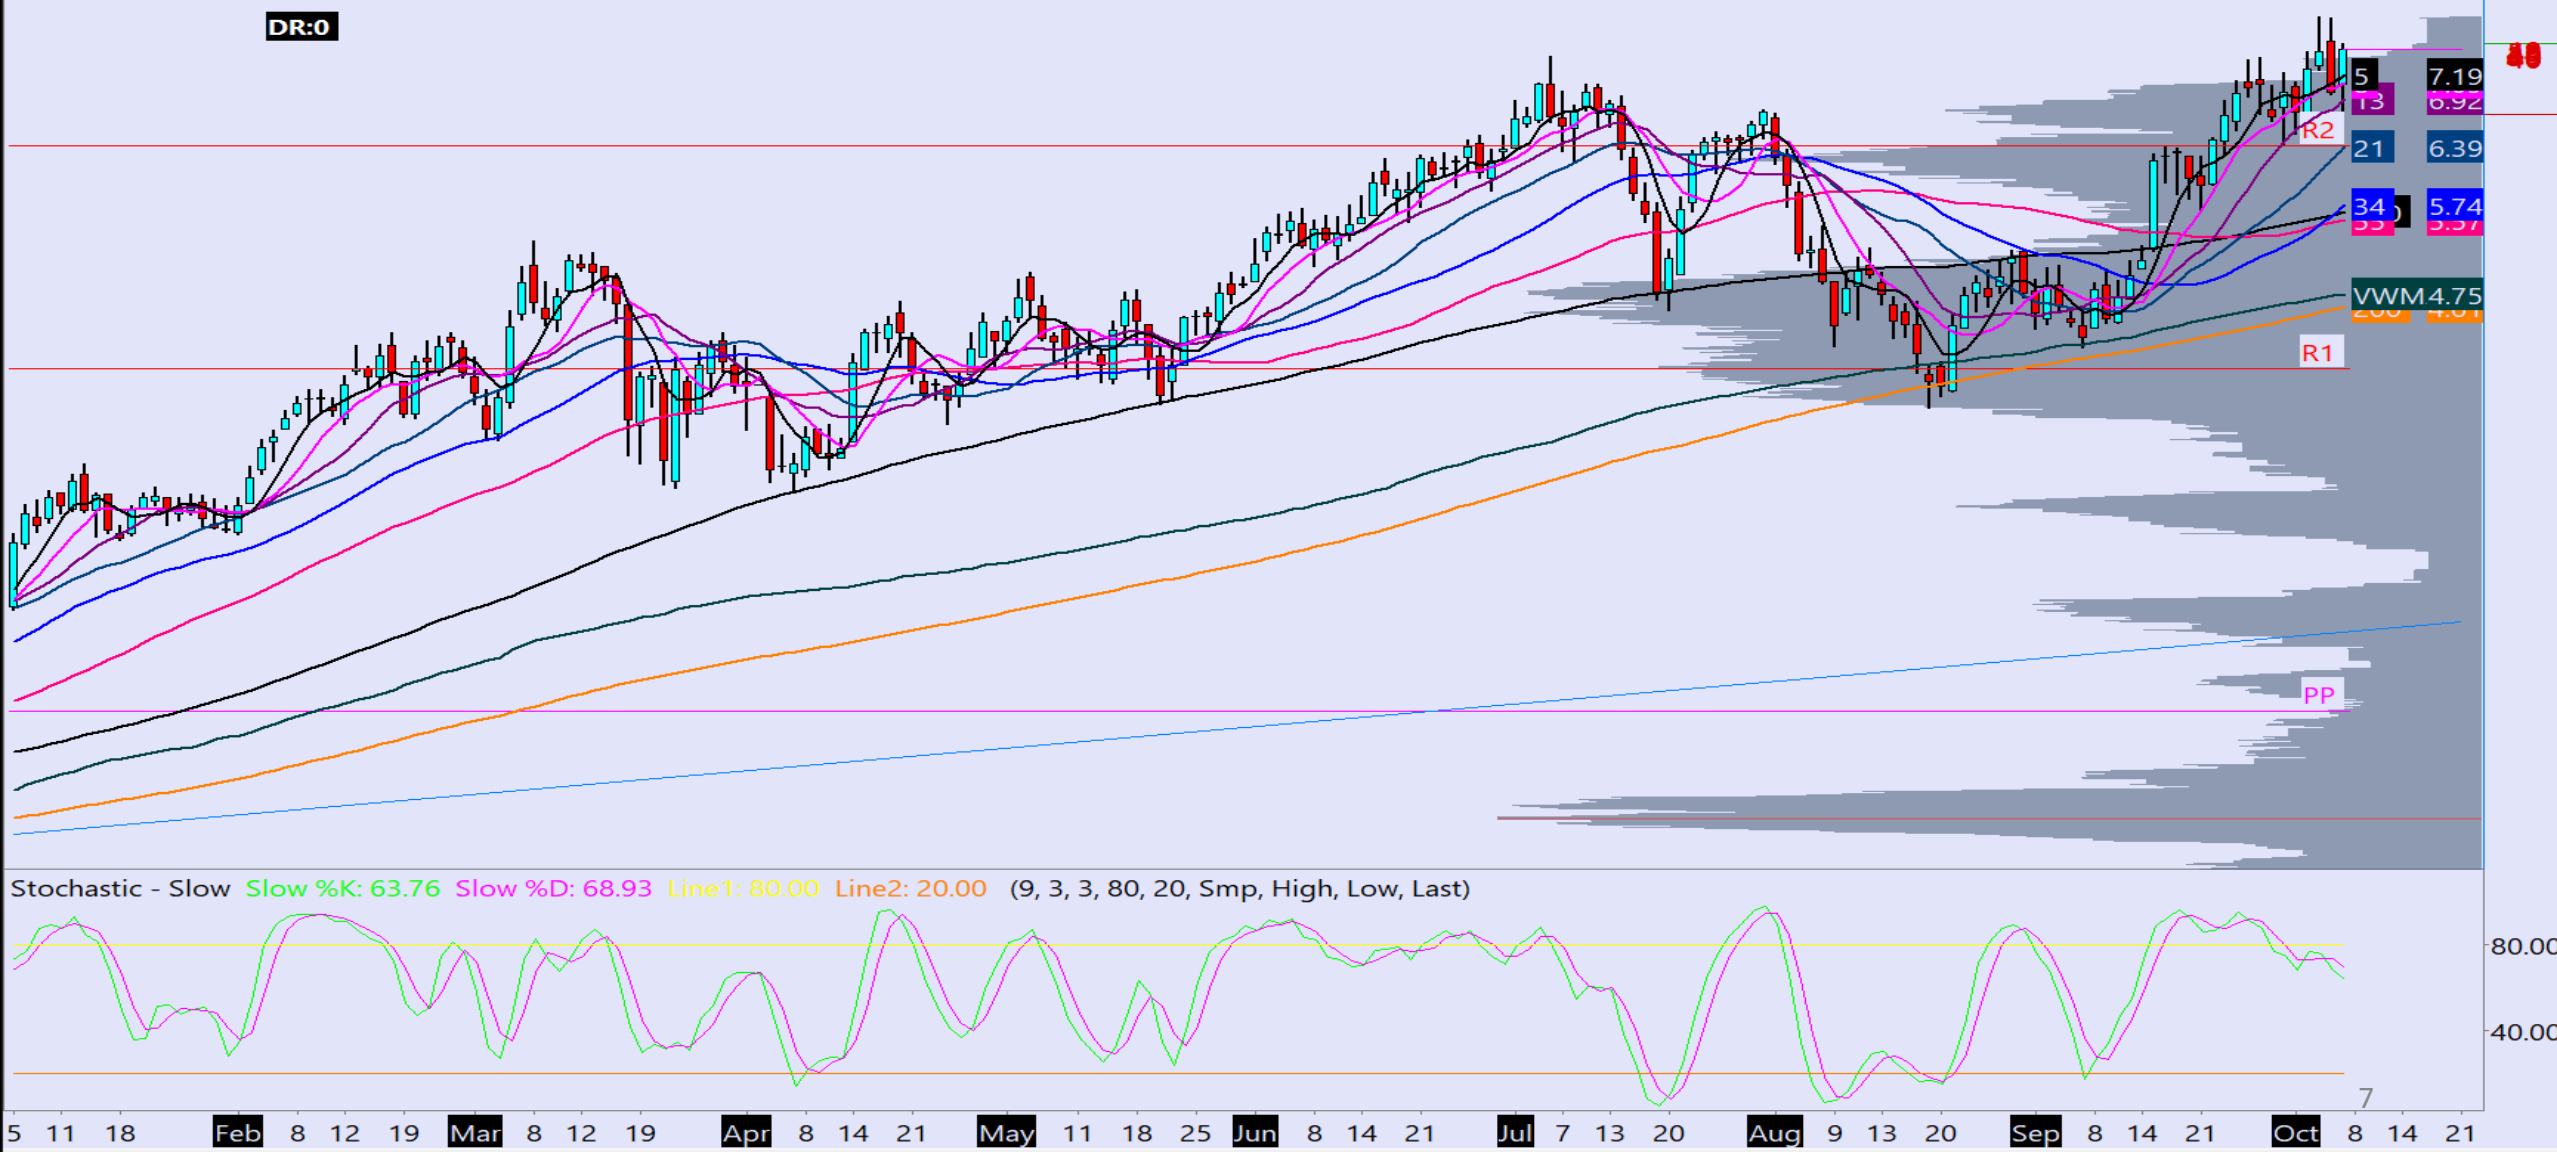 DR:0
5 7.19
13 6.92
R2
21 6.39
34 5.74
VWM 4.75
R1
PP
Stochastic - Slow Slow %K: 63.76 Slow %D: 68.93 Line1: 80.00 Line2: 20.00 (9, 3, 3, 80, 20, Smp, High, Low, Last)
80.00
40.00
7
5 11 18 Feb 8 12 19 Mar 8 12 19 Apr 8 14 21 May 11 18 25 Jun 8 14 21 Jul 7 13 20 Aug 9 13 20 Sep 8 14 21 Oct 8 14 21